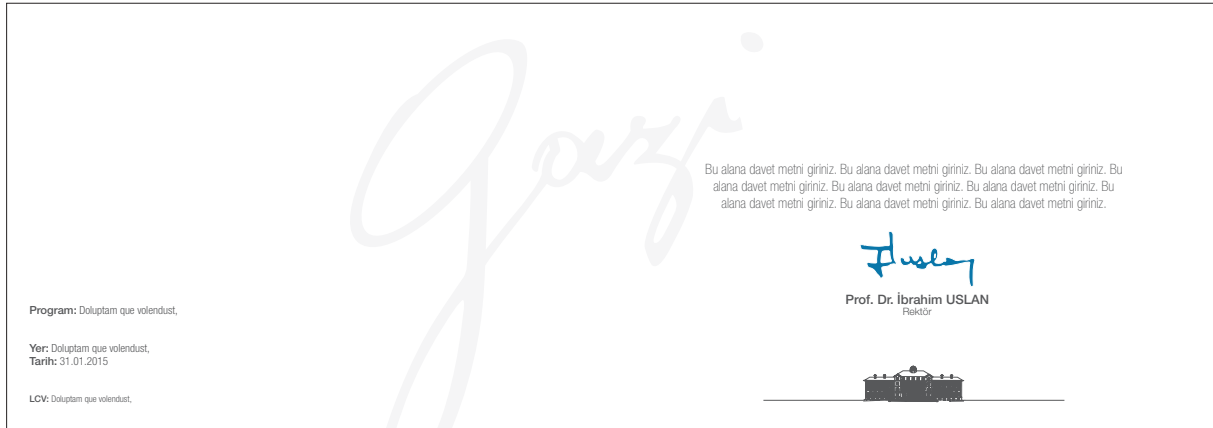 Gazi
Bu alana davet metni giriniz. Bu alana davet metni giriniz. Bu alana davet metni giriniz. Bu
alana davet metni giriniz. Bu alana davet metni giriniz. Bu alana davet metni giriniz. Bu
alana davet metni giriniz. Bu alana davet metni giriniz. Bu alana davet metni giriniz.
İ Uslan
Prof. Dr. İbrahim USLAN
Rektör
Program: Doluptam que volendust,
Yer: Doluptam que volendust,
Tarih: 31.01.2015
LCV: Doluptam que volendust,